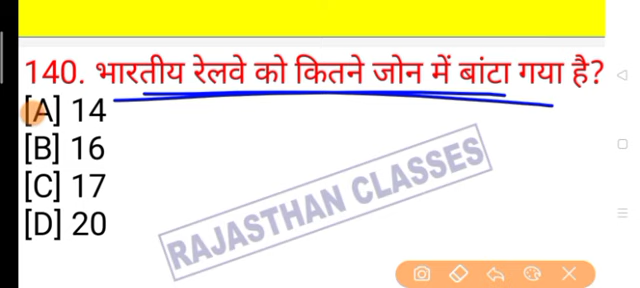 140. भारतीय रेलवे को कितने जोन में बांटा गया है?
[A] 14
[B] 16
[C] 17
[D] 20
RAJASTHAN CLASSES